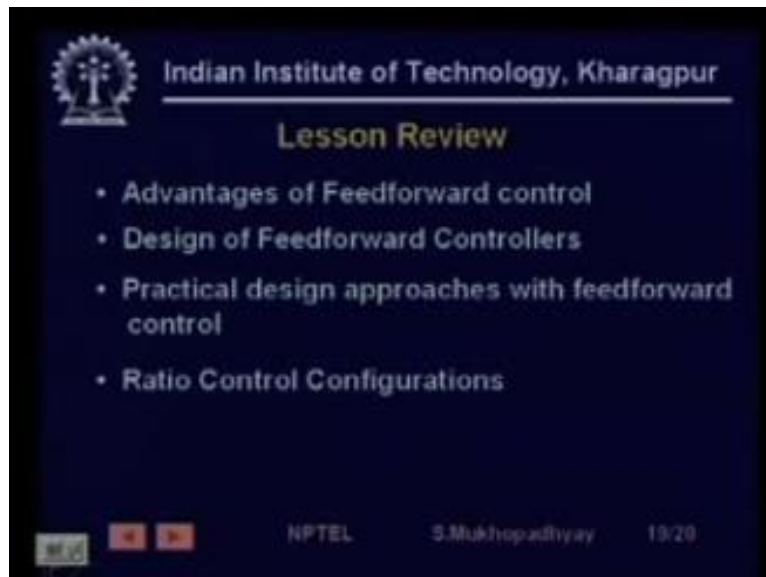 Indian Institute of Technology, Kharagpur
Lesson Review
• Advantages of Feedforward control
• Design of Feedforward Controllers
• Practical design approaches with feedforward
control
• Ratio Control Configurations
NPTEL S.Mukhopadhyay 19/20